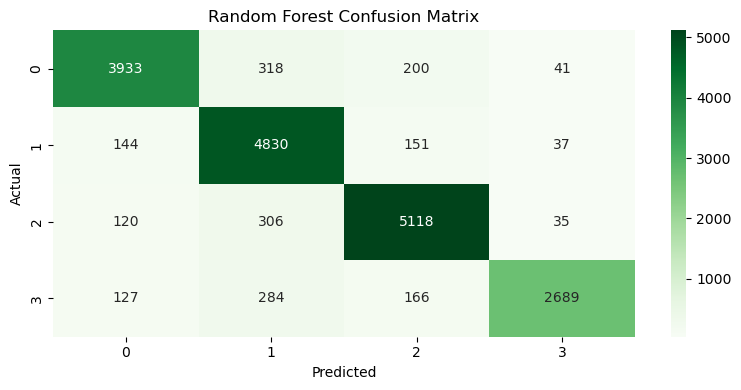 Random Forest Confusion Matrix
Actual
0
3933 318 200 41
1
144 4830 151 37
2
120 306 5118 35
3
127 284 166 2689
0 1 2 3
Predicted
5000
4000
3000
2000
1000